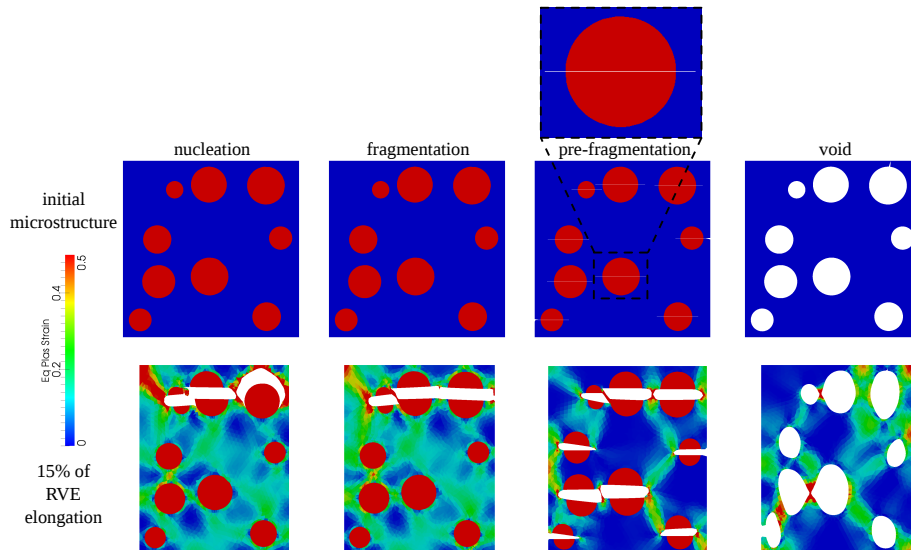 nucleation
fragmentation
pre-fragmentation
void
initial
microstructure
0.5
0.4
Eq Plas Strain
0.2
0
15% of
RVE
elongation